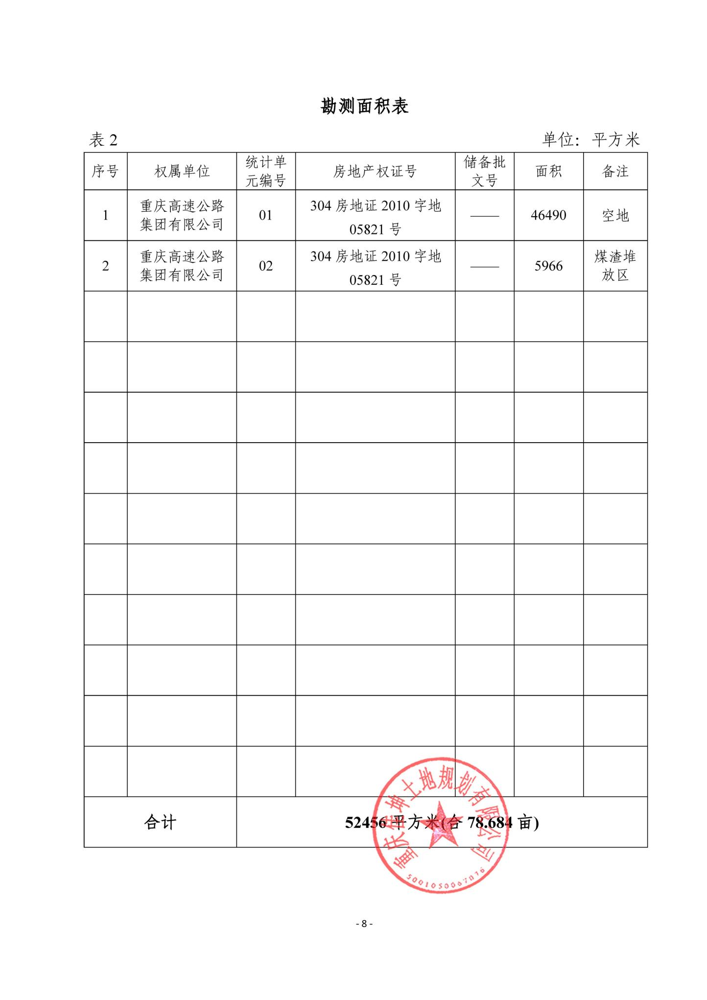 勘测面积表
表 2 单位： 平方米
序号 权属单位 统计单元编号 房地产权证号 储备批文号 面积 备注
1 重庆高速公路集团有限公司 01 304 房地证 2010 字地 05821 号 —— 46490 空地
2 重庆高速公路集团有限公司 02 304 房地证 2010 字地 05821 号 —— 5966 煤渣堆放区
合计 52456 平方米(合 78.684 亩)
重庆佳坤土地规划有限公司
5001050067076
- 8 -